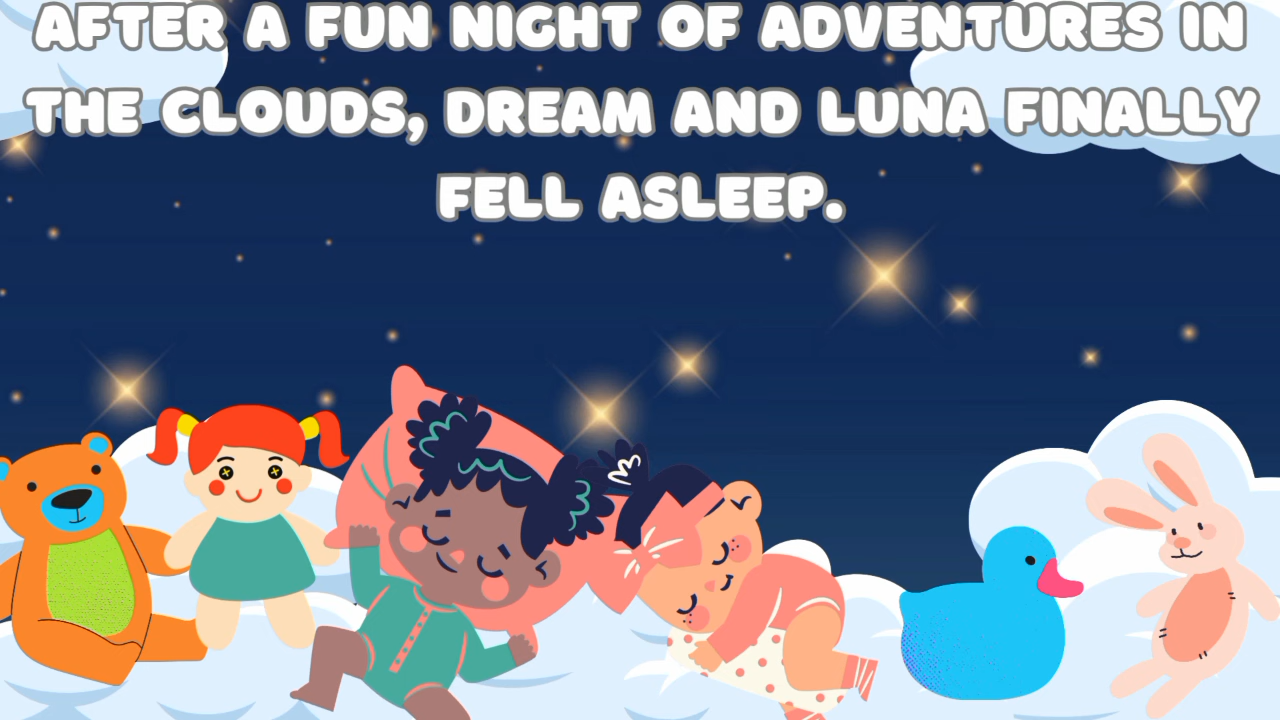 AFTER A FUN NIGHT OF ADVENTURES IN
THE CLOUDS, DREAM AND LUNA FINALLY
FELL ASLEEP.